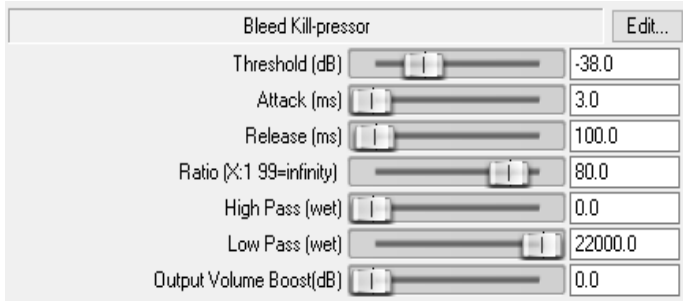 Bleed Kill-pressor Edit...
Threshold (dB) -38.0
Attack (ms) 3.0
Release (ms) 100.0
Ratio (X:1 99=infinity) 80.0
High Pass (wet) 0.0
Low Pass (wet) 22000.0
Output Volume Boost(dB) 0.0